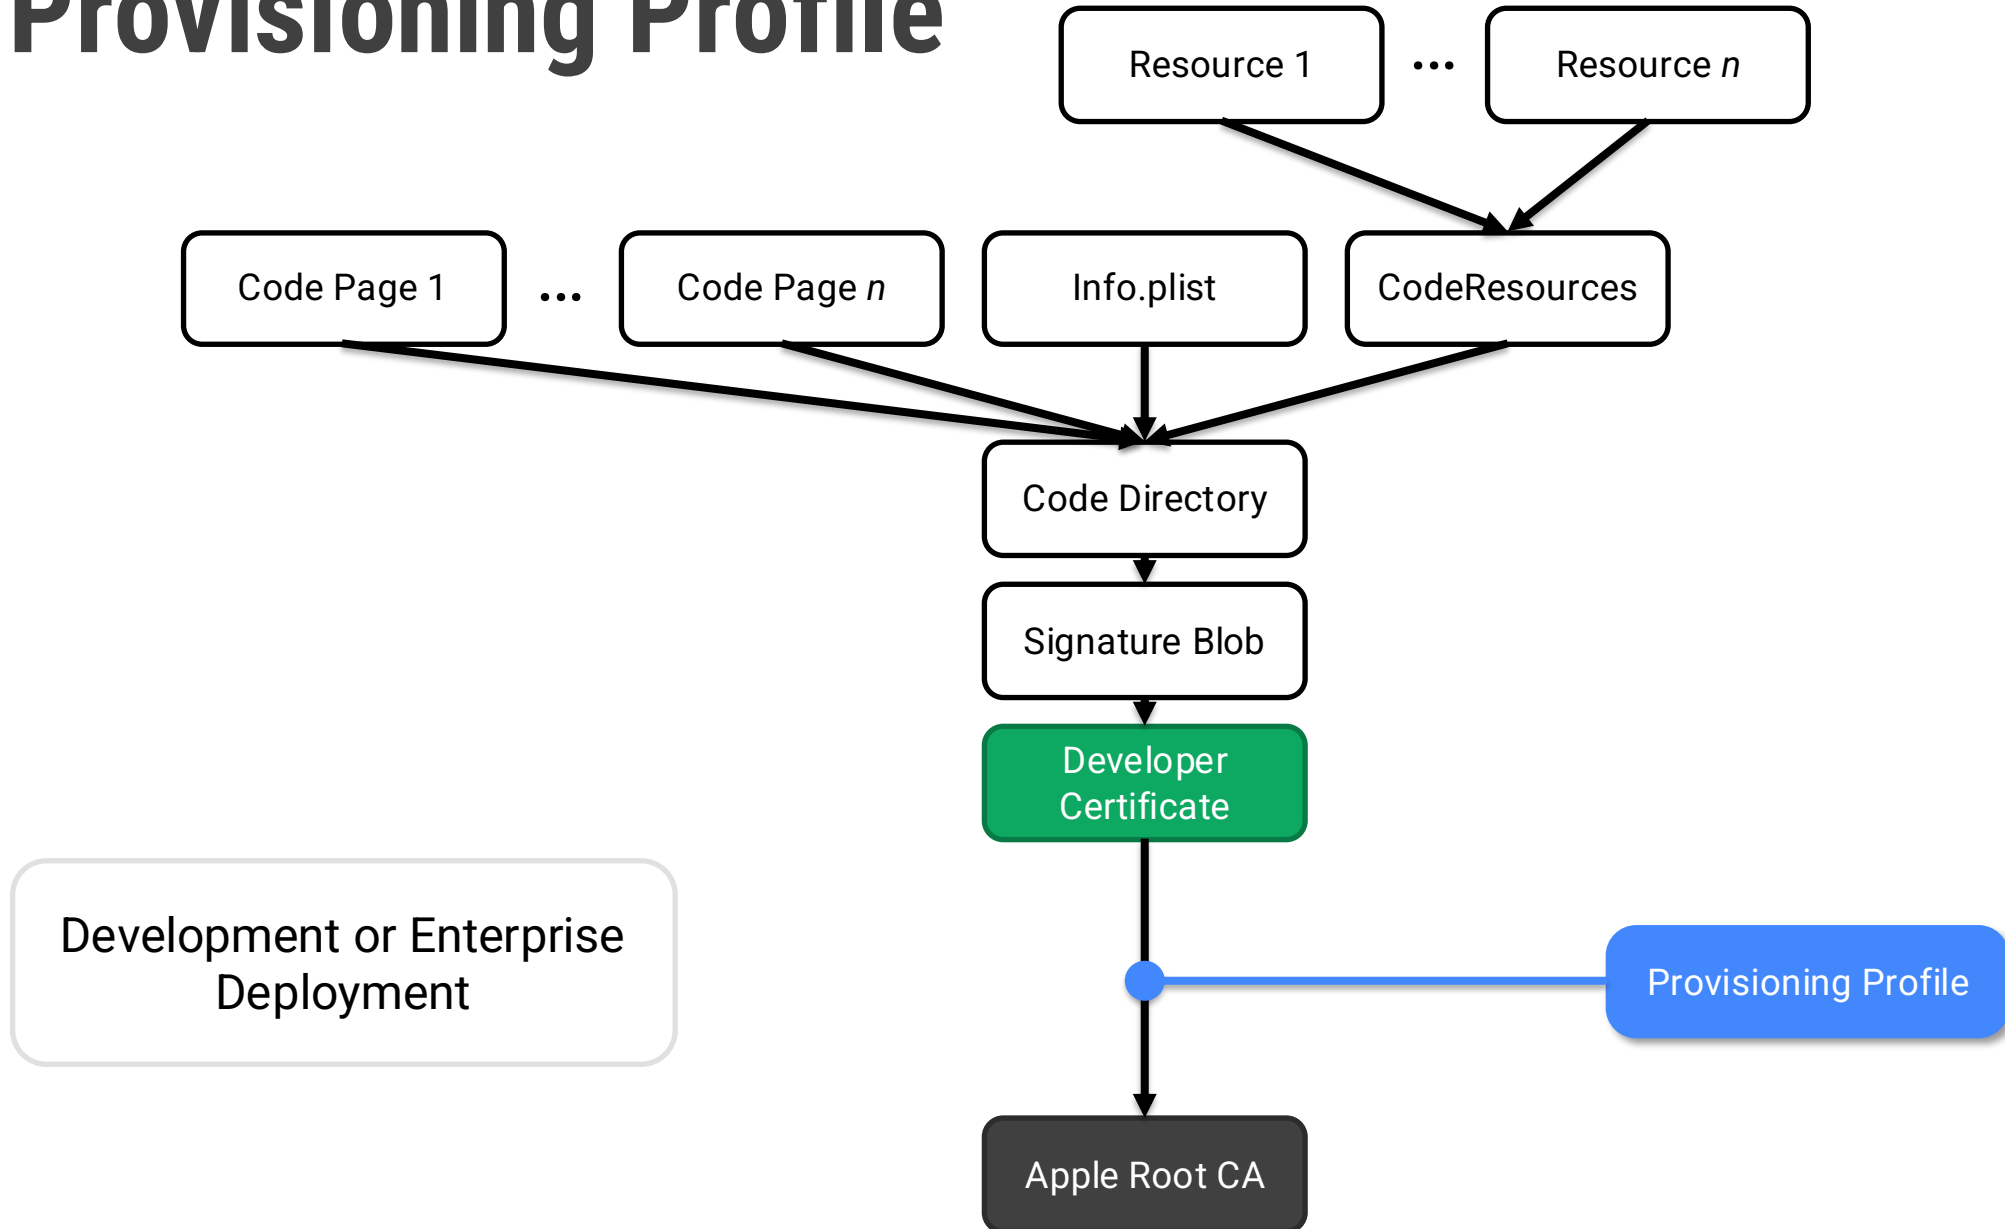 Provisioning Profile
Resource 1
...
Resource n
Code Page 1
...
Code Page n
Info.plist
CodeResources
Code Directory
Signature Blob
Developer
Certificate
Development or Enterprise
Deployment
Provisioning Profile
Apple Root CA